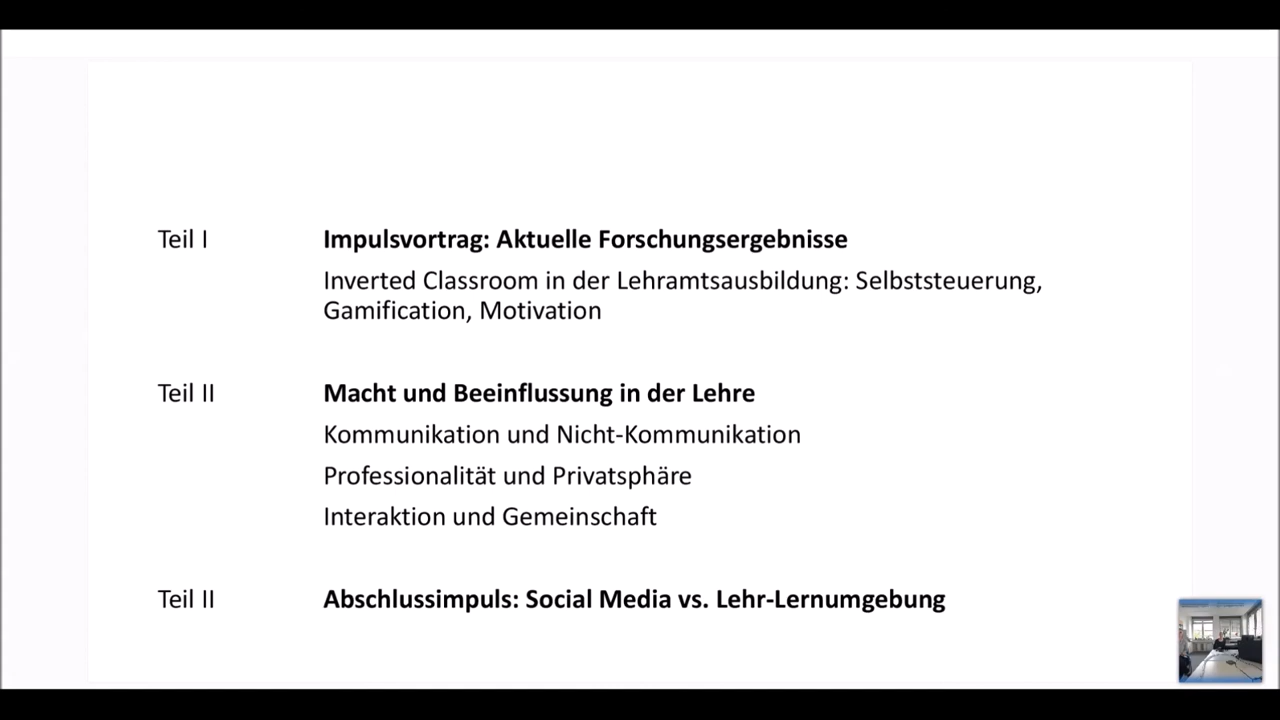 Teil I Impulsvortrag: Aktuelle Forschungsergebnisse
Inverted Classroom in der Lehramtsausbildung: Selbststeuerung,
Gamification, Motivation
Teil II Macht und Beeinflussung in der Lehre
Kommunikation und Nicht-Kommunikation
Professionalität und Privatsphäre
Interaktion und Gemeinschaft
Teil II Abschlussimpuls: Social Media vs. Lehr-Lernumgebung